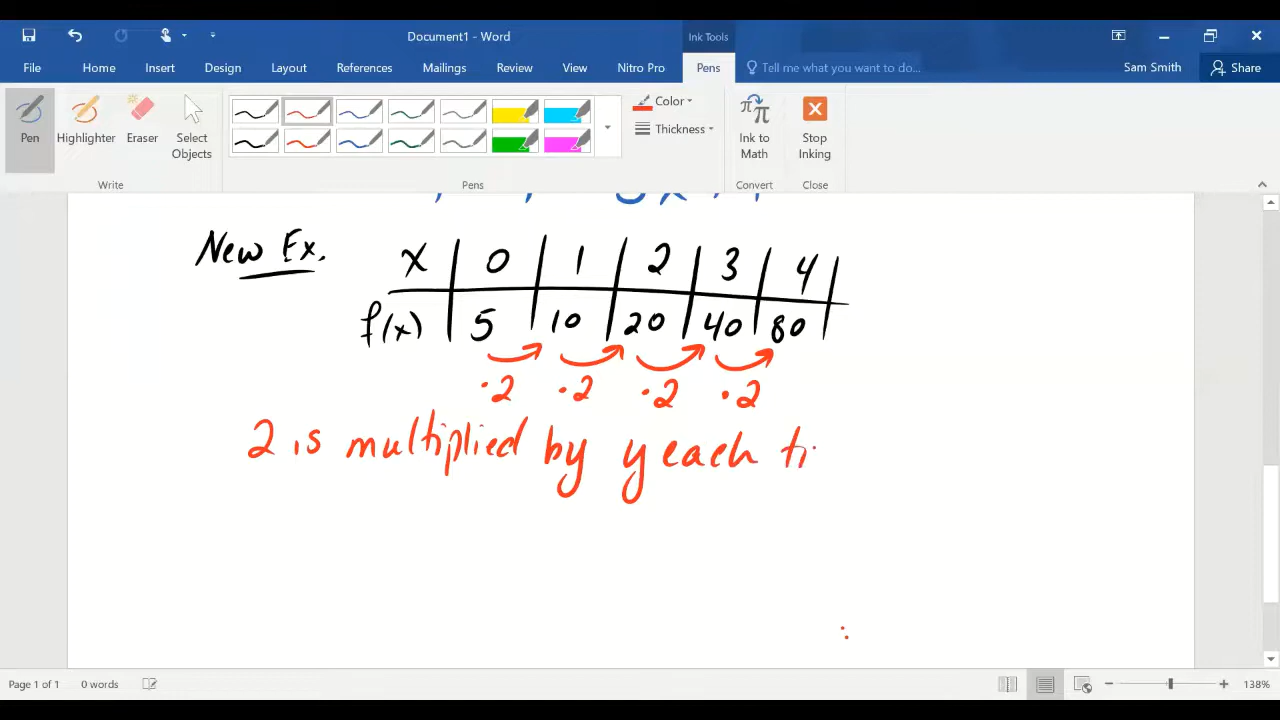 Document1 - Word
Ink Tools
File Home Insert Design Layout References Mailings Review View Nitro Pro Pens Tell me what you want to do... Sam Smith Share
Pen Highlighter Eraser Select Objects
Color
Thickness
Ink to Math
Stop Inking
Write Pens Convert Close
New Ex.
x 0 1 2 3 4
f(x) 5 10 20 40 80
·2 ·2 ·2 ·2
2 is multiplied by y each ti
Page 1 of 1 0 words 138%